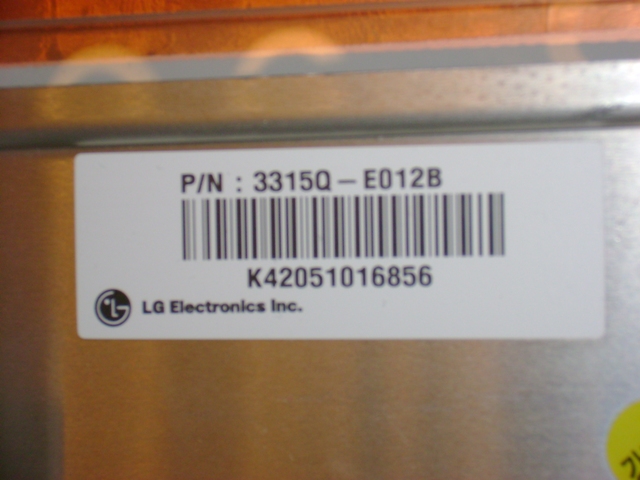 P/N : 3315Q-E012B
K42051016856
LG Electronics Inc.